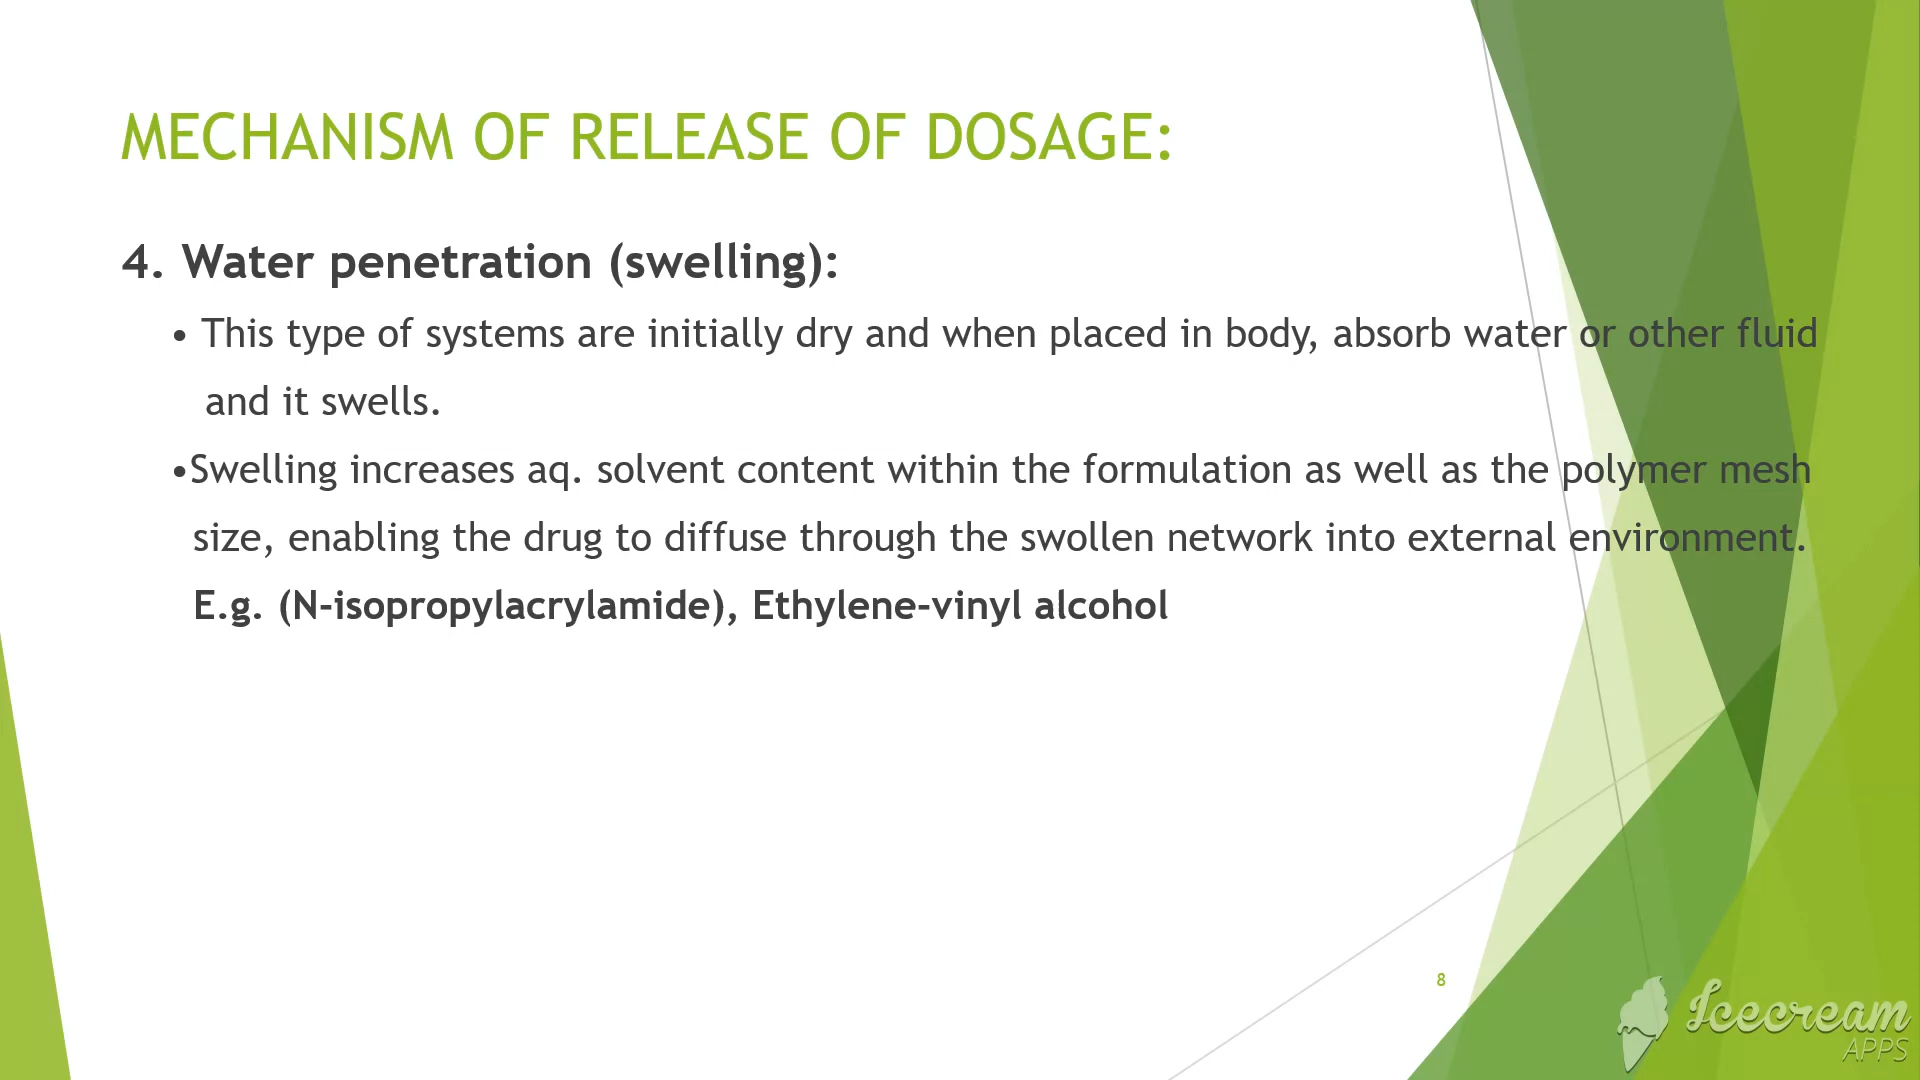 MECHANISM OF RELEASE OF DOSAGE:
4. Water penetration (swelling):
• This type of systems are initially dry and when placed in body, absorb water or other fluid
and it swells.
•Swelling increases aq. solvent content within the formulation as well as the polymer mesh
size, enabling the drug to diffuse through the swollen network into external environment.
E.g. (N-isopropylacrylamide), Ethylene-vinyl alcohol
8
Icecream
APPS